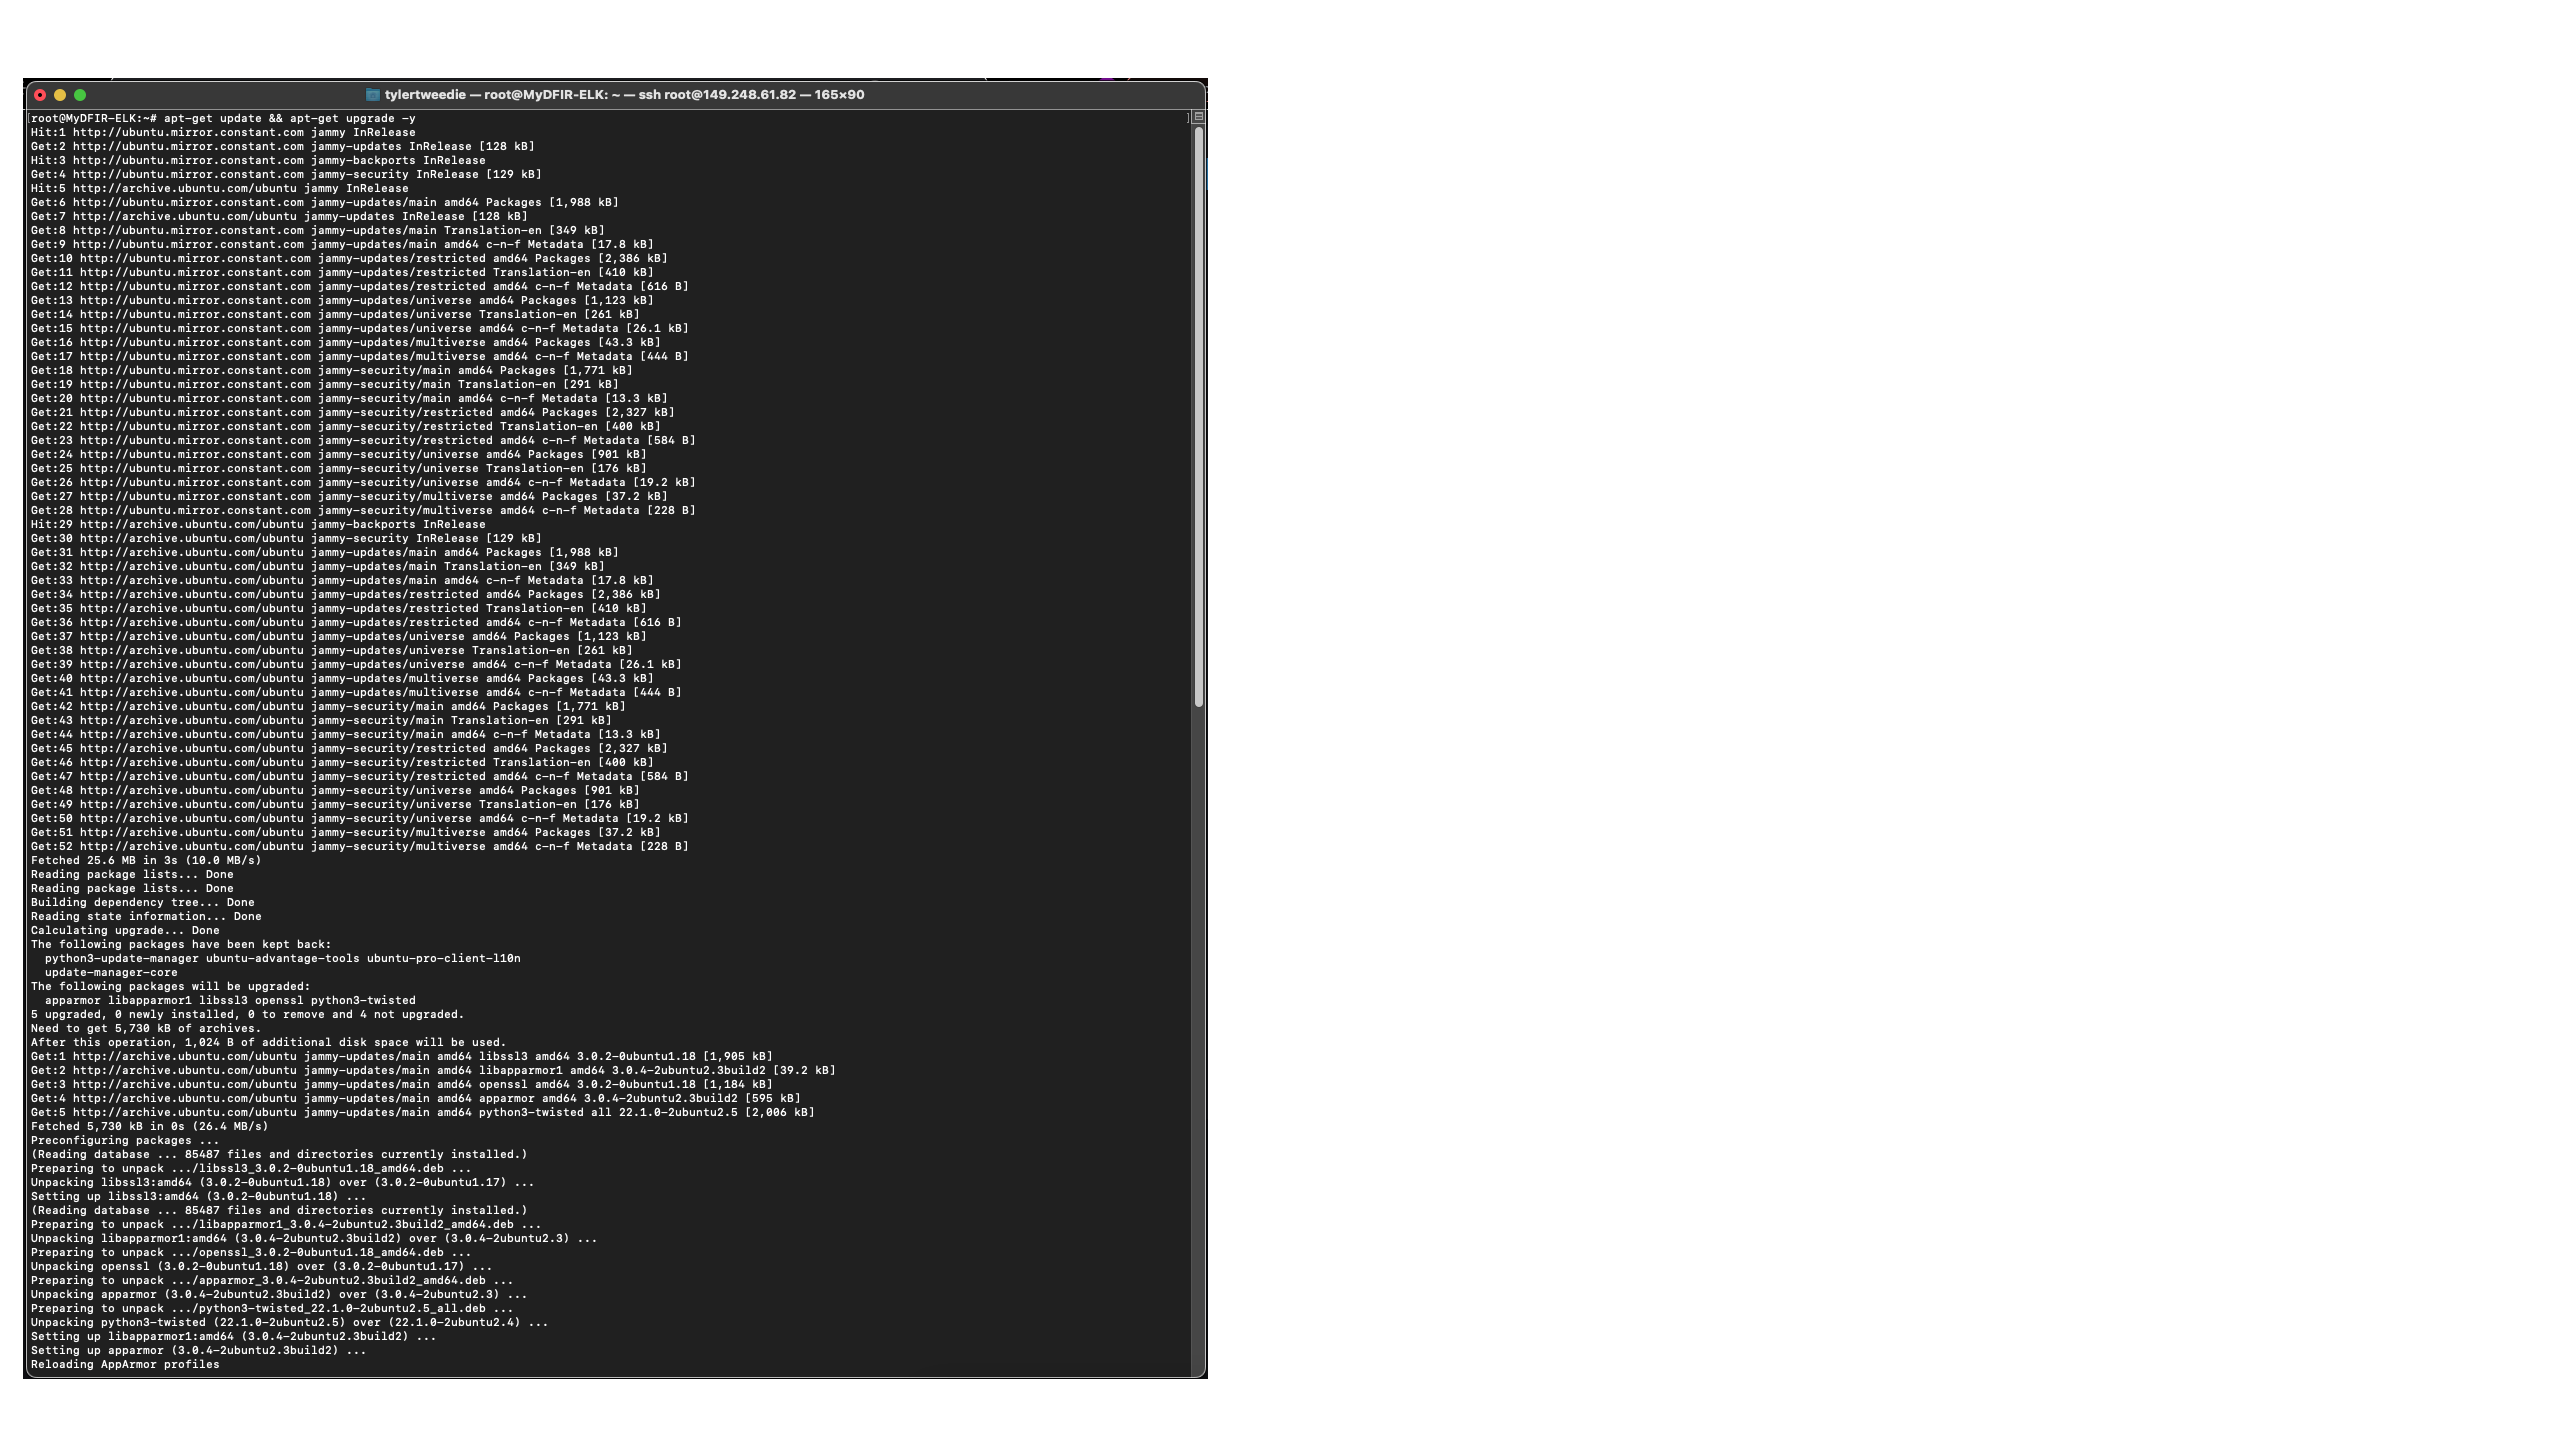 tylertweedie — root@MyDFIR-ELK: ~ — ssh root@149.248.61.82 — 165×90
[root@MyDFIR-ELK:~# apt-get update && apt-get upgrade -y ]
Hit:1 http://ubuntu.mirror.constant.com jammy InRelease
Get:2 http://ubuntu.mirror.constant.com jammy-updates InRelease [128 kB]
Hit:3 http://ubuntu.mirror.constant.com jammy-backports InRelease
Get:4 http://ubuntu.mirror.constant.com jammy-security InRelease [129 kB]
Hit:5 http://archive.ubuntu.com/ubuntu jammy InRelease
Get:6 http://ubuntu.mirror.constant.com jammy-updates/main amd64 Packages [1,988 kB]
Get:7 http://archive.ubuntu.com/ubuntu jammy-updates InRelease [128 kB]
Get:8 http://ubuntu.mirror.constant.com jammy-updates/main Translation-en [349 kB]
Get:9 http://ubuntu.mirror.constant.com jammy-updates/main amd64 c-n-f Metadata [17.8 kB]
Get:10 http://ubuntu.mirror.constant.com jammy-updates/restricted amd64 Packages [2,386 kB]
Get:11 http://ubuntu.mirror.constant.com jammy-updates/restricted Translation-en [410 kB]
Get:12 http://ubuntu.mirror.constant.com jammy-updates/restricted amd64 c-n-f Metadata [616 B]
Get:13 http://ubuntu.mirror.constant.com jammy-updates/universe amd64 Packages [1,123 kB]
Get:14 http://ubuntu.mirror.constant.com jammy-updates/universe Translation-en [261 kB]
Get:15 http://ubuntu.mirror.constant.com jammy-updates/universe amd64 c-n-f Metadata [26.1 kB]
Get:16 http://ubuntu.mirror.constant.com jammy-updates/multiverse amd64 Packages [43.3 kB]
Get:17 http://ubuntu.mirror.constant.com jammy-updates/multiverse amd64 c-n-f Metadata [444 B]
Get:18 http://ubuntu.mirror.constant.com jammy-security/main amd64 Packages [1,771 kB]
Get:19 http://ubuntu.mirror.constant.com jammy-security/main Translation-en [291 kB]
Get:20 http://ubuntu.mirror.constant.com jammy-security/main amd64 c-n-f Metadata [13.3 kB]
Get:21 http://ubuntu.mirror.constant.com jammy-security/restricted amd64 Packages [2,327 kB]
Get:22 http://ubuntu.mirror.constant.com jammy-security/restricted Translation-en [400 kB]
Get:23 http://ubuntu.mirror.constant.com jammy-security/restricted amd64 c-n-f Metadata [584 B]
Get:24 http://ubuntu.mirror.constant.com jammy-security/universe amd64 Packages [901 kB]
Get:25 http://ubuntu.mirror.constant.com jammy-security/universe Translation-en [176 kB]
Get:26 http://ubuntu.mirror.constant.com jammy-security/universe amd64 c-n-f Metadata [19.2 kB]
Get:27 http://ubuntu.mirror.constant.com jammy-security/multiverse amd64 Packages [37.2 kB]
Get:28 http://ubuntu.mirror.constant.com jammy-security/multiverse amd64 c-n-f Metadata [228 B]
Hit:29 http://archive.ubuntu.com/ubuntu jammy-backports InRelease
Get:30 http://archive.ubuntu.com/ubuntu jammy-security InRelease [129 kB]
Get:31 http://archive.ubuntu.com/ubuntu jammy-updates/main amd64 Packages [1,988 kB]
Get:32 http://archive.ubuntu.com/ubuntu jammy-updates/main Translation-en [349 kB]
Get:33 http://archive.ubuntu.com/ubuntu jammy-updates/main amd64 c-n-f Metadata [17.8 kB]
Get:34 http://archive.ubuntu.com/ubuntu jammy-updates/restricted amd64 Packages [2,386 kB]
Get:35 http://archive.ubuntu.com/ubuntu jammy-updates/restricted Translation-en [410 kB]
Get:36 http://archive.ubuntu.com/ubuntu jammy-updates/restricted amd64 c-n-f Metadata [616 B]
Get:37 http://archive.ubuntu.com/ubuntu jammy-updates/universe amd64 Packages [1,123 kB]
Get:38 http://archive.ubuntu.com/ubuntu jammy-updates/universe Translation-en [261 kB]
Get:39 http://archive.ubuntu.com/ubuntu jammy-updates/universe amd64 c-n-f Metadata [26.1 kB]
Get:40 http://archive.ubuntu.com/ubuntu jammy-updates/multiverse amd64 Packages [43.3 kB]
Get:41 http://archive.ubuntu.com/ubuntu jammy-updates/multiverse amd64 c-n-f Metadata [444 B]
Get:42 http://archive.ubuntu.com/ubuntu jammy-security/main amd64 Packages [1,771 kB]
Get:43 http://archive.ubuntu.com/ubuntu jammy-security/main Translation-en [291 kB]
Get:44 http://archive.ubuntu.com/ubuntu jammy-security/main amd64 c-n-f Metadata [13.3 kB]
Get:45 http://archive.ubuntu.com/ubuntu jammy-security/restricted amd64 Packages [2,327 kB]
Get:46 http://archive.ubuntu.com/ubuntu jammy-security/restricted Translation-en [400 kB]
Get:47 http://archive.ubuntu.com/ubuntu jammy-security/restricted amd64 c-n-f Metadata [584 B]
Get:48 http://archive.ubuntu.com/ubuntu jammy-security/universe amd64 Packages [901 kB]
Get:49 http://archive.ubuntu.com/ubuntu jammy-security/universe Translation-en [176 kB]
Get:50 http://archive.ubuntu.com/ubuntu jammy-security/universe amd64 c-n-f Metadata [19.2 kB]
Get:51 http://archive.ubuntu.com/ubuntu jammy-security/multiverse amd64 Packages [37.2 kB]
Get:52 http://archive.ubuntu.com/ubuntu jammy-security/multiverse amd64 c-n-f Metadata [228 B]
Fetched 25.6 MB in 3s (10.0 MB/s)
Reading package lists... Done
Reading package lists... Done
Building dependency tree... Done
Reading state information... Done
Calculating upgrade... Done
The following packages have been kept back:
  python3-update-manager ubuntu-advantage-tools ubuntu-pro-client-l10n
  update-manager-core
The following packages will be upgraded:
  apparmor libapparmor1 libssl3 openssl python3-twisted
5 upgraded, 0 newly installed, 0 to remove and 4 not upgraded.
Need to get 5,730 kB of archives.
After this operation, 1,024 B of additional disk space will be used.
Get:1 http://archive.ubuntu.com/ubuntu jammy-updates/main amd64 libssl3 amd64 3.0.2-0ubuntu1.18 [1,905 kB]
Get:2 http://archive.ubuntu.com/ubuntu jammy-updates/main amd64 libapparmor1 amd64 3.0.4-2ubuntu2.3build2 [39.2 kB]
Get:3 http://archive.ubuntu.com/ubuntu jammy-updates/main amd64 openssl amd64 3.0.2-0ubuntu1.18 [1,184 kB]
Get:4 http://archive.ubuntu.com/ubuntu jammy-updates/main amd64 apparmor amd64 3.0.4-2ubuntu2.3build2 [595 kB]
Get:5 http://archive.ubuntu.com/ubuntu jammy-updates/main amd64 python3-twisted all 22.1.0-2ubuntu2.5 [2,006 kB]
Fetched 5,730 kB in 0s (26.4 MB/s)
Preconfiguring packages ...
(Reading database ... 85487 files and directories currently installed.)
Preparing to unpack .../libssl3_3.0.2-0ubuntu1.18_amd64.deb ...
Unpacking libssl3:amd64 (3.0.2-0ubuntu1.18) over (3.0.2-0ubuntu1.17) ...
Setting up libssl3:amd64 (3.0.2-0ubuntu1.18) ...
(Reading database ... 85487 files and directories currently installed.)
Preparing to unpack .../libapparmor1_3.0.4-2ubuntu2.3build2_amd64.deb ...
Unpacking libapparmor1:amd64 (3.0.4-2ubuntu2.3build2) over (3.0.4-2ubuntu2.3) ...
Preparing to unpack .../openssl_3.0.2-0ubuntu1.18_amd64.deb ...
Unpacking openssl (3.0.2-0ubuntu1.18) over (3.0.2-0ubuntu1.17) ...
Preparing to unpack .../apparmor_3.0.4-2ubuntu2.3build2_amd64.deb ...
Unpacking apparmor (3.0.4-2ubuntu2.3build2) over (3.0.4-2ubuntu2.3) ...
Preparing to unpack .../python3-twisted_22.1.0-2ubuntu2.5_all.deb ...
Unpacking python3-twisted (22.1.0-2ubuntu2.5) over (22.1.0-2ubuntu2.4) ...
Setting up libapparmor1:amd64 (3.0.4-2ubuntu2.3build2) ...
Setting up apparmor (3.0.4-2ubuntu2.3build2) ...
Reloading AppArmor profiles